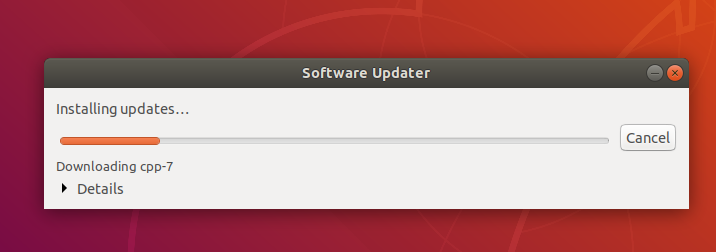 Software Updater
Installing updates…
Cancel
Downloading cpp-7
Details